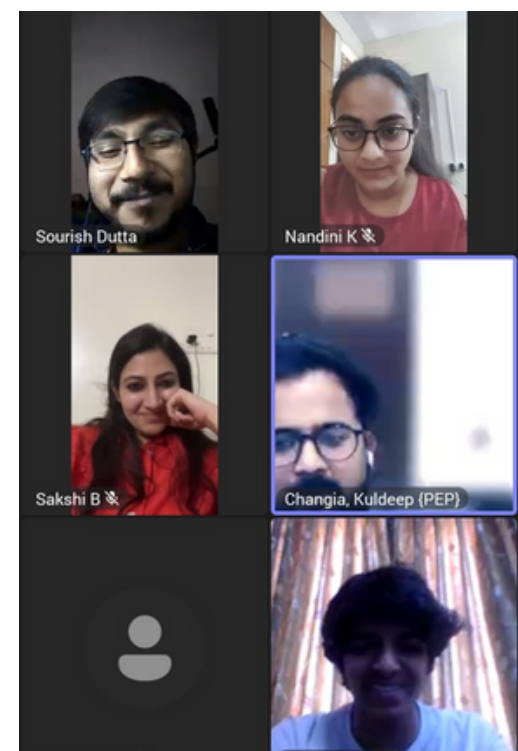 Sourish Dutta
Nandini K
Sakshi B
Changia, Kuldeep {PEP}